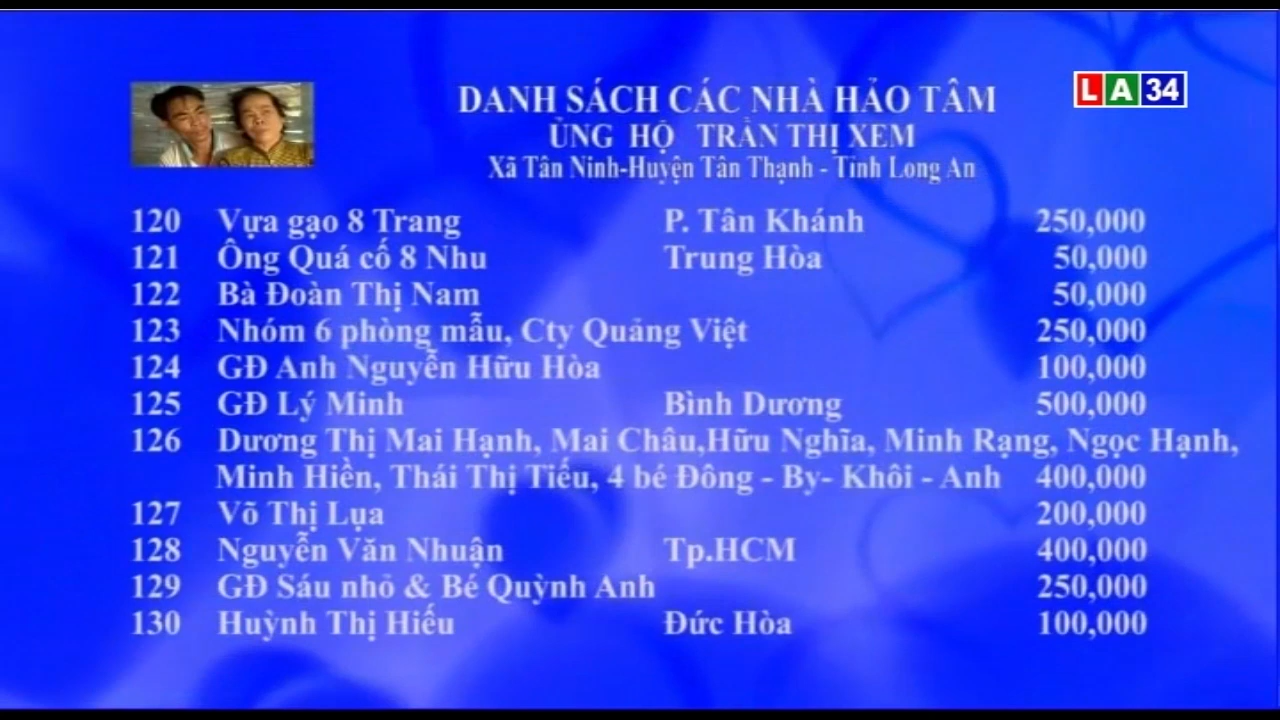 LA34
DANH SÁCH CÁC NHÀ HẢO TÂM
ỦNG HỘ TRẦN THỊ XEM
Xã Tân Ninh-Huyện Tân Thạnh - Tỉnh Long An
120 Vựa gạo 8 Trang P. Tân Khánh 250,000
121 Ông Quá cố 8 Nhu Trung Hòa 50,000
122 Bà Đoàn Thị Nam 50,000
123 Nhóm 6 phòng mẫu, Cty Quảng Việt 250,000
124 GĐ Anh Nguyễn Hữu Hòa 100,000
125 GĐ Lý Minh Bình Dương 500,000
126 Dương Thị Mai Hạnh, Mai Châu,Hữu Nghĩa, Minh Rạng, Ngọc Hạnh,
Minh Hiền, Thái Thị Tiếu, 4 bé Đông - By- Khôi - Anh 400,000
127 Võ Thị Lụa 200,000
128 Nguyễn Văn Nhuận Tp.HCM 400,000
129 GĐ Sáu nhỏ & Bé Quỳnh Anh 250,000
130 Huỳnh Thị Hiếu Đức Hòa 100,000